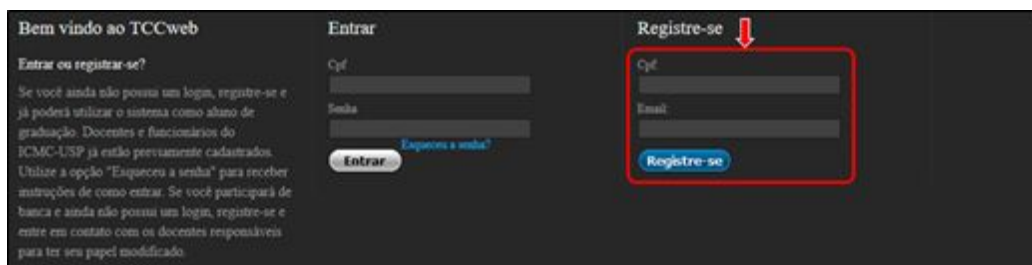 Bem vindo ao TCCweb
Entrar ou registrar-se?
Se você ainda não possui um login, registre-se e
já poderá utilizar o sistema como aluno de
graduação. Docentes e funcionários do
ICMC-USP já estão previamente cadastrados.
Utilize a opção "Esqueceu a senha" para receber
instruções de como entrar. Se você participará de
banca e ainda não possui um login, registre-se e
entre em contato com os docentes responsáveis
para ter seu papel modificado.
Entrar
Cpf
Senha
Esqueceu a senha?
Entrar
Registre-se
Cpf:
Email:
Registre-se